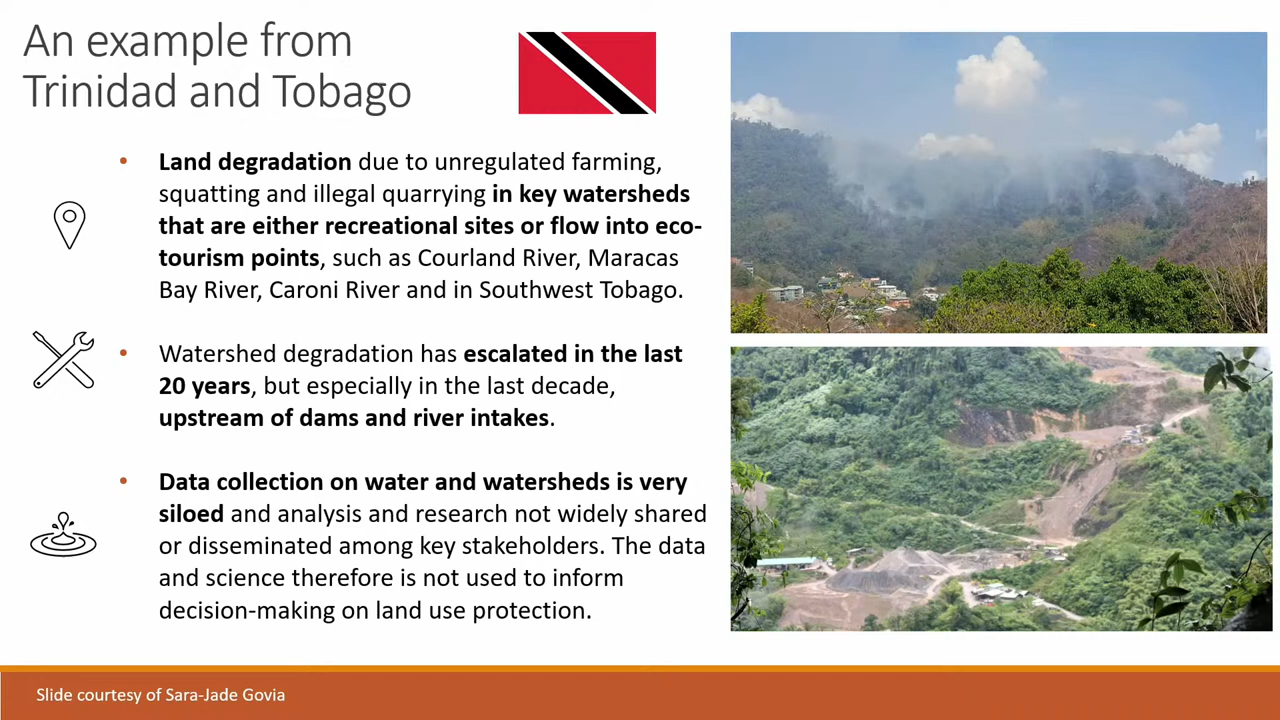 An example from
Trinidad and Tobago
• Land degradation due to unregulated farming,
squatting and illegal quarrying in key watersheds
that are either recreational sites or flow into eco-
tourism points, such as Courland River, Maracas
Bay River, Caroni River and in Southwest Tobago.
• Watershed degradation has escalated in the last
20 years, but especially in the last decade,
upstream of dams and river intakes.
• Data collection on water and watersheds is very
siloed and analysis and research not widely shared
or disseminated among key stakeholders. The data
and science therefore is not used to inform
decision-making on land use protection.
Slide courtesy of Sara-Jade Govia